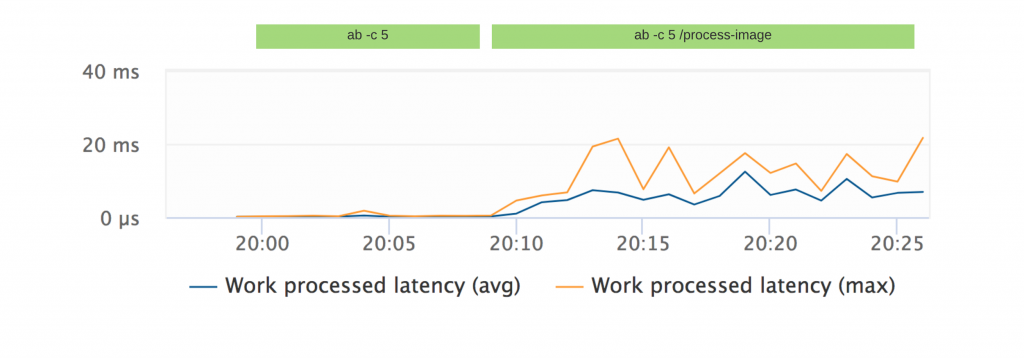 ab -c 5
ab -c 5 /process-image
40 ms
20 ms
0 µs
20:00 20:05 20:10 20:15 20:20 20:25
Work processed latency (avg) Work processed latency (max)